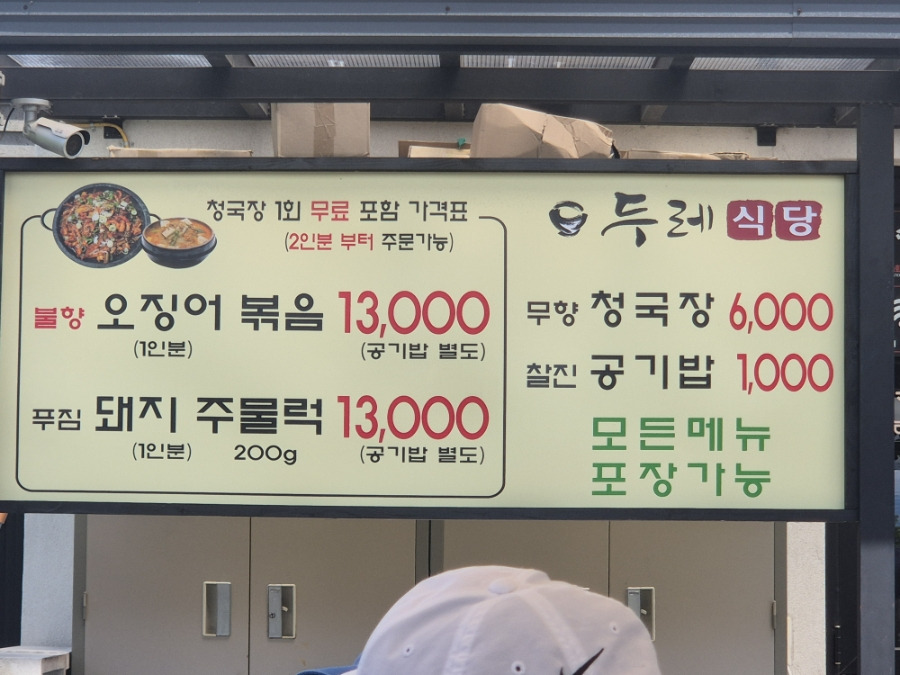 청국장 1회 무료 포함 가격표
(2인분 부터 주문가능)
불향 오징어 볶음 13,000
(1인분) (공기밥 별도)
푸짐 돼지 주물럭 13,000
(1인분) 200g (공기밥 별도)
두레 식당
무향 청국장 6,000
찰진 공기밥 1,000
모든메뉴
포장가능